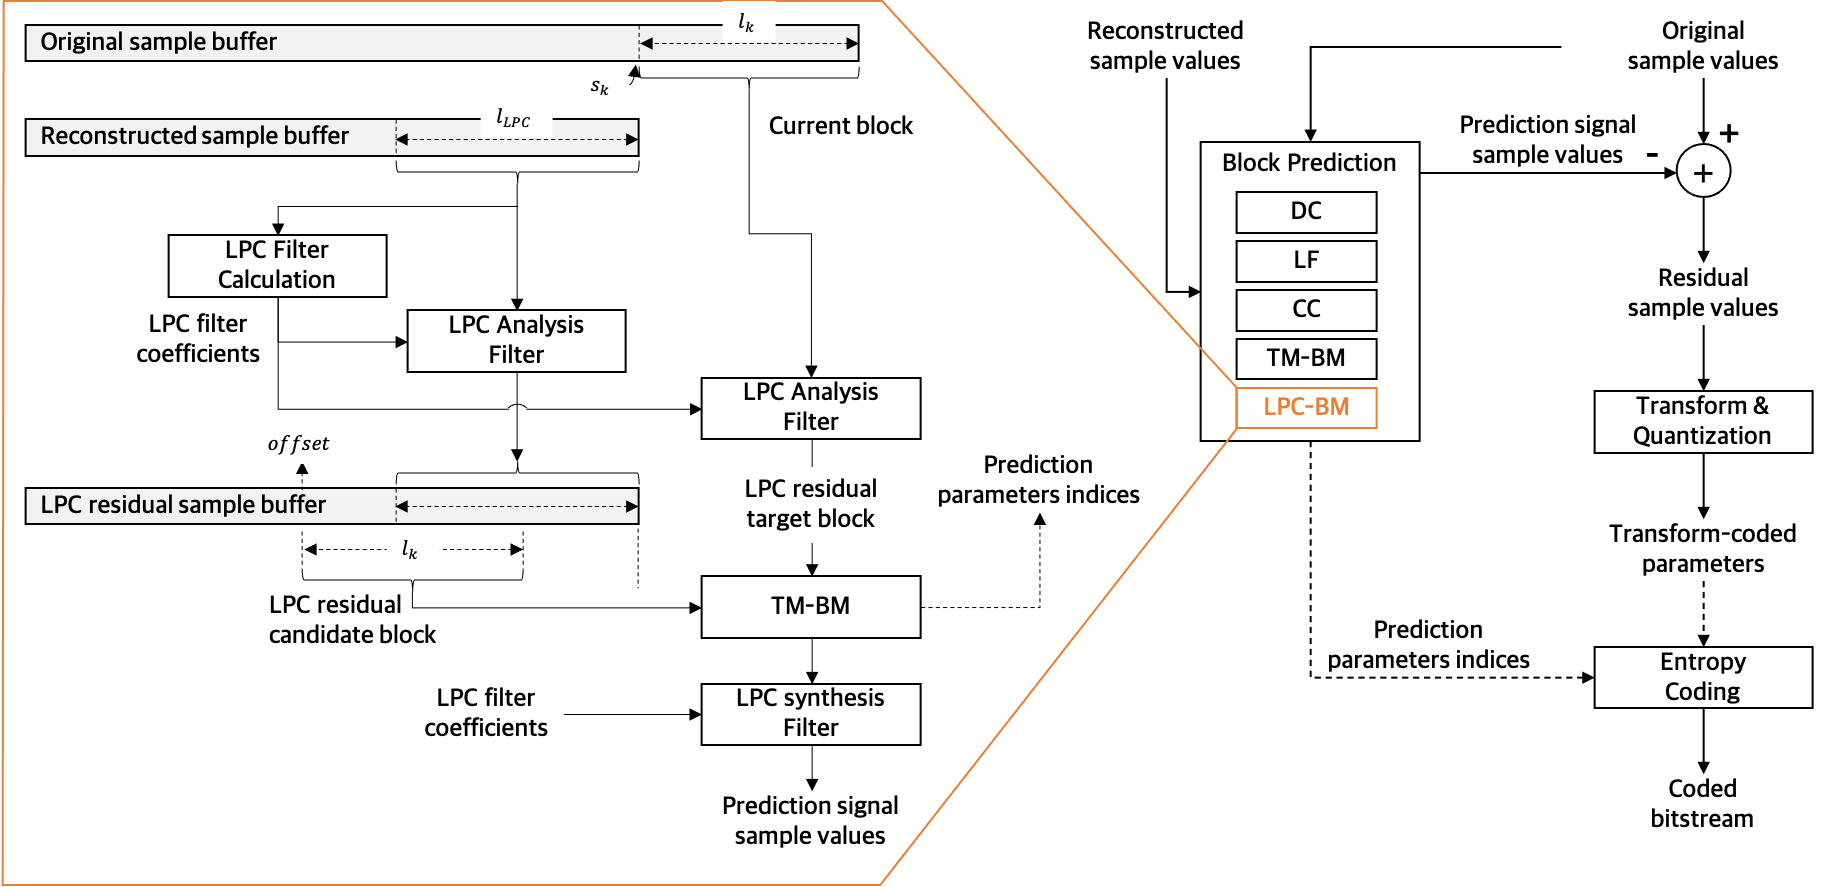 Original sample buffer
l_k
s_k
Current block
Reconstructed sample buffer
l_LPC
LPC Filter
Calculation
LPC filter
coefficients
LPC Analysis
Filter
LPC Analysis
Filter
offset
LPC residual sample buffer
l_k
LPC residual
candidate block
LPC residual
target block
Prediction
parameters indices
TM-BM
LPC filter
coefficients
LPC synthesis
Filter
Prediction signal
sample values
Reconstructed
sample values
Original
sample values
Block Prediction
DC
LF
CC
TM-BM
LPC-BM
Prediction signal
sample values
-
+
+
Residual
sample values
Transform &
Quantization
Transform-coded
parameters
Prediction
parameters indices
Entropy
Coding
Coded
bitstream